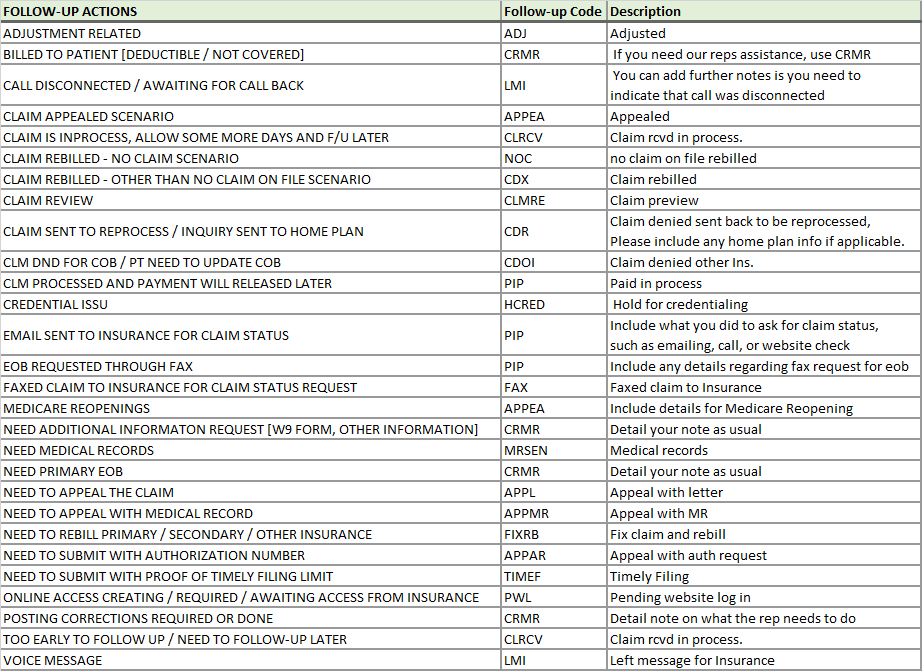 FOLLOW-UP ACTIONS Follow-up Code Description
ADJUSTMENT RELATED ADJ Adjusted
BILLED TO PATIENT [DEDUCTIBLE / NOT COVERED] CRMR If you need our reps assistance, use CRMR
CALL DISCONNECTED / AWAITING FOR CALL BACK LMI You can add further notes is you need to
indicate that call was disconnected
CLAIM APPEALED SCENARIO APPEA Appealed
CLAIM IS INPROCESS, ALLOW SOME MORE DAYS AND F/U LATER CLRCV Claim rcvd in process.
CLAIM REBILLED - NO CLAIM SCENARIO NOC no claim on file rebilled
CLAIM REBILLED - OTHER THAN NO CLAIM ON FILE SCENARIO CDX Claim rebilled
CLAIM REVIEW CLMRE Claim preview
CLAIM SENT TO REPROCESS / INQUIRY SENT TO HOME PLAN CDR Claim denied sent back to be reprocessed,
Please include any home plan info if applicable.
CLM DND FOR COB / PT NEED TO UPDATE COB CDOI Claim denied other Ins.
CLM PROCESSED AND PAYMENT WILL RELEASED LATER PIP Paid in process
CREDENTIAL ISSU HCRED Hold for credentialing
EMAIL SENT TO INSURANCE FOR CLAIM STATUS PIP Include what you did to ask for claim status,
such as emailing, call, or website check
EOB REQUESTED THROUGH FAX PIP Include any details regarding fax request for eob
FAXED CLAIM TO INSURANCE FOR CLAIM STATUS REQUEST FAX Faxed claim to Insurance
MEDICARE REOPENINGS APPEA Include details for Medicare Reopening
NEED ADDITIONAL INFORMATON REQUEST [W9 FORM, OTHER INFORMATION] CRMR Detail your note as usual
NEED MEDICAL RECORDS MRSEN Medical records
NEED PRIMARY EOB CRMR Detail your note as usual
NEED TO APPEAL THE CLAIM APPL Appeal with letter
NEED TO APPEAL WITH MEDICAL RECORD APPMR Appeal with MR
NEED TO REBILL PRIMARY / SECONDARY / OTHER INSURANCE FIXRB Fix claim and rebill
NEED TO SUBMIT WITH AUTHORIZATION NUMBER APPAR Appeal with auth request
NEED TO SUBMIT WITH PROOF OF TIMELY FILING LIMIT TIMEF Timely Filing
ONLINE ACCESS CREATING / REQUIRED / AWAITING ACCESS FROM INSURANCE PWL Pending website log in
POSTING CORRECTIONS REQUIRED OR DONE CRMR Detail note on what the rep needs to do
TOO EARLY TO FOLLOW UP / NEED TO FOLLOW-UP LATER CLRCV Claim rcvd in process.
VOICE MESSAGE LMI Left message for Insurance